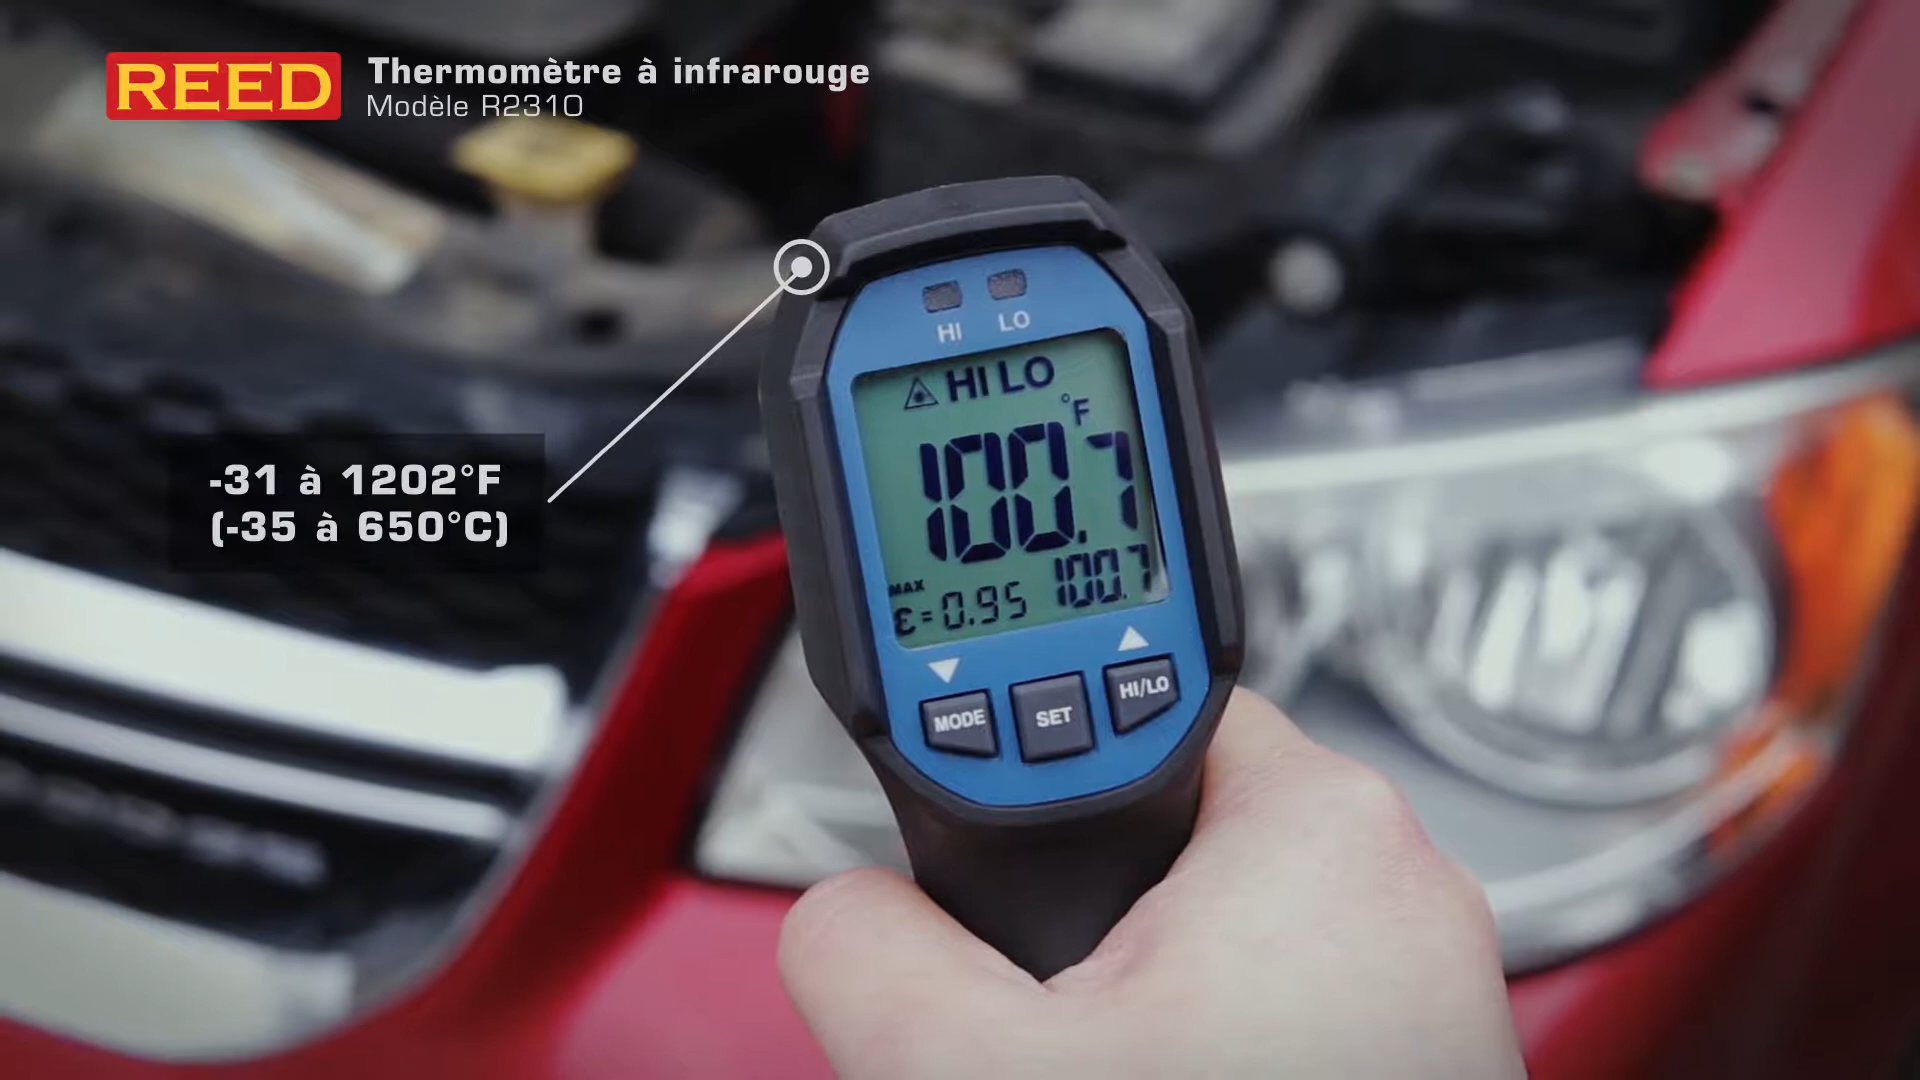 REED
Thermomètre à infrarouge
Modèle R2310
-31 à 1202°F
(-35 à 650°C)
HI LO
HI LO
°F
100.7
MAX
100.7
ε=0.95
MODE SET HI/LO